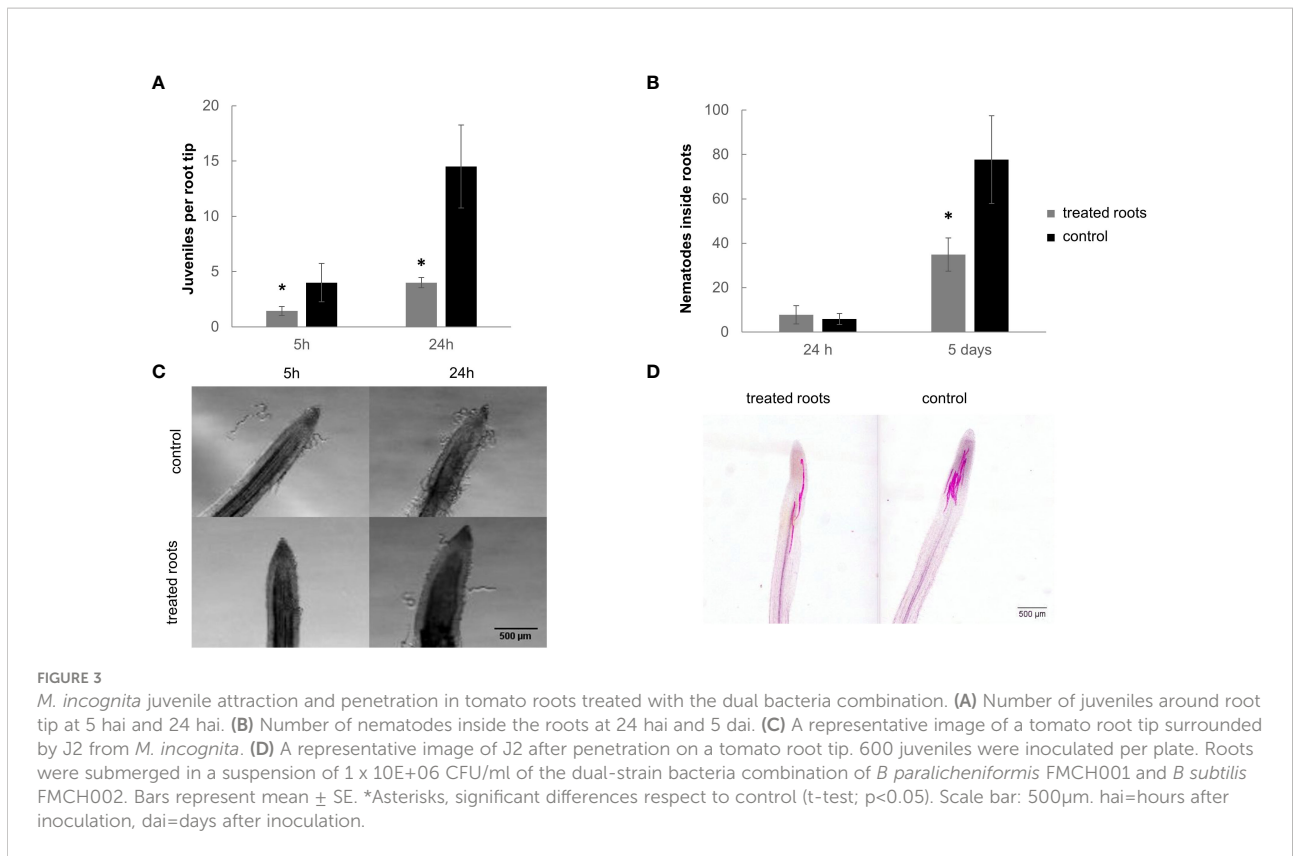 A
20
15
10
5
0
Juveniles per root tip
*
*
5h
24h
B
100
80
60
40
20
0
Nematodes inside roots
*
24 h
5 days
treated roots
control
C
5h
24h
control
treated roots
500 µm
D
treated roots
control
500 µm
FIGURE 3
M. incognita juvenile attraction and penetration in tomato roots treated with the dual bacteria combination. (A) Number of juveniles around root
tip at 5 hai and 24 hai. (B) Number of nematodes inside the roots at 24 hai and 5 dai. (C) A representative image of a tomato root tip surrounded
by J2 from M. incognita. (D) A representative image of J2 after penetration on a tomato root tip. 600 juveniles were inoculated per plate. Roots
were submerged in a suspension of 1 x 10E+06 CFU/ml of the dual-strain bacteria combination of B paralicheniformis FMCH001 and B subtilis
FMCH002. Bars represent mean ± SE. *Asterisks, significant differences respect to control (t-test; p<0.05). Scale bar: 500µm. hai=hours after
inoculation, dai=days after inoculation.